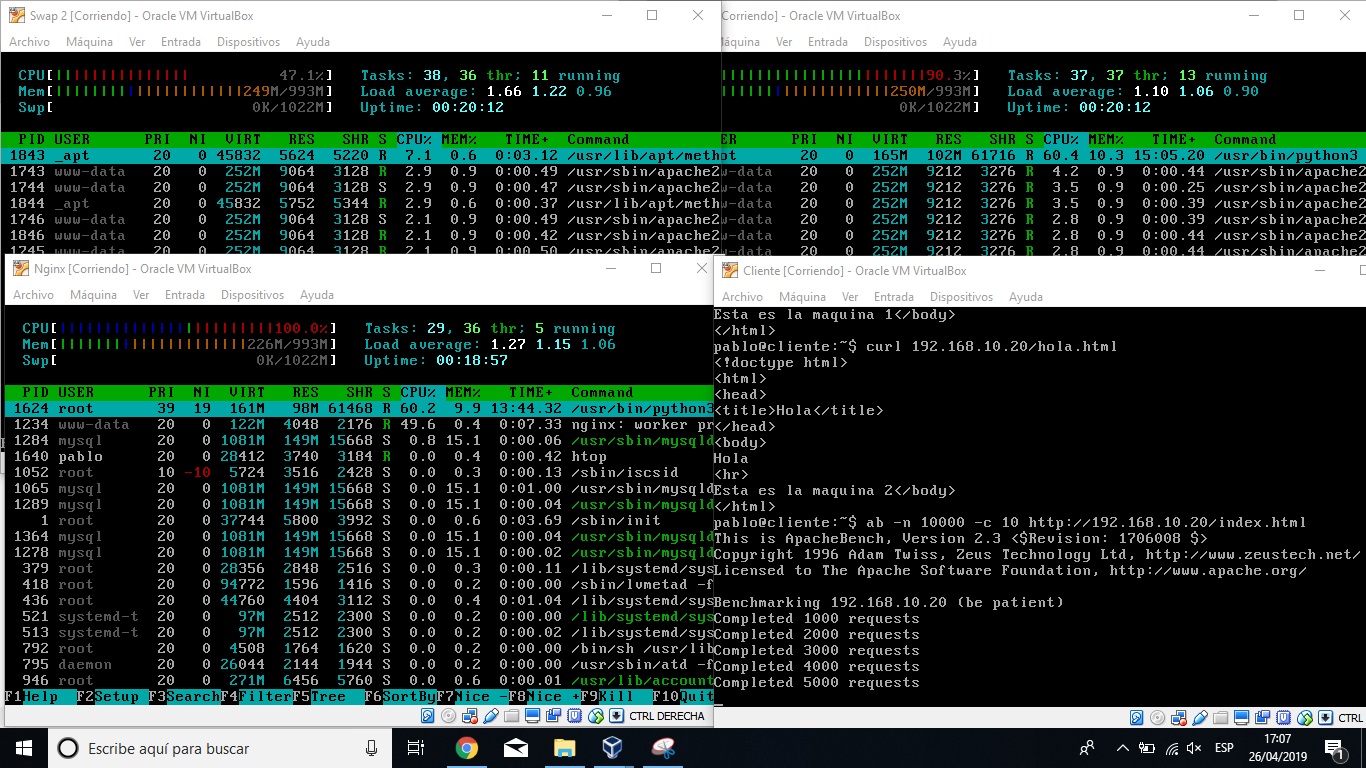 Swap 2 [Corriendo] - Oracle VM VirtualBox
Archivo Máquina Ver Entrada Dispositivos Ayuda
CPU[ 47.1%] Tasks: 38, 36 thr; 11 running
Mem[ 249M/993M] Load average: 1.66 1.22 0.96
Swp[ 0K/1022M] Uptime: 00:20:12
PID USER PRI NI VIRT RES SHR S CPU% MEM% TIME+ Command
1843 _apt 20 0 45832 5624 5220 R 7.1 0.6 0:03.12 /usr/lib/apt/meth
1743 www-data 20 0 252M 9064 3128 R 2.9 0.9 0:00.49 /usr/sbin/apache2
1744 www-data 20 0 252M 9064 3128 S 2.9 0.9 0:00.47 /usr/sbin/apache2
1844 _apt 20 0 45832 5752 5344 R 2.9 0.6 0:00.37 /usr/lib/apt/meth
1746 www-data 20 0 252M 9064 3128 S 2.1 0.9 0:00.49 /usr/sbin/apache2
1846 www-data 20 0 252M 9064 3128 R 2.1 0.9 0:00.42 /usr/sbin/apache2
1745 www-data 20 0 252M 9064 3128 R 2.1 0.9 0:00.50 /usr/sbin/apache2
Corriendo] - Oracle VM VirtualBox
Máquina Ver Entrada Dispositivos Ayuda
90.3%] Tasks: 37, 37 thr; 13 running
250M/993M] Load average: 1.10 1.06 0.90
0K/1022M] Uptime: 00:20:12
ER PRI NI VIRT RES SHR S CPU% MEM% TIME+ Command
ot 20 0 165M 102M 61716 R 60.4 10.3 15:05.20 /usr/bin/python3
w-data 20 0 252M 9212 3276 R 4.2 0.9 0:00.44 /usr/sbin/apache2
w-data 20 0 252M 9212 3276 R 3.5 0.9 0:00.25 /usr/sbin/apache2
w-data 20 0 252M 9212 3276 R 3.5 0.9 0:00.39 /usr/sbin/apache2
w-data 20 0 252M 9212 3276 R 2.8 0.9 0:00.39 /usr/sbin/apache2
w-data 20 0 252M 9212 3276 R 2.8 0.9 0:00.44 /usr/sbin/apache2
w-data 20 0 252M 9212 3276 R 2.8 0.9 0:00.44 /usr/sbin/apache2
Nginx [Corriendo] - Oracle VM VirtualBox
Archivo Máquina Ver Entrada Dispositivos Ayuda
CPU[ 100.0%] Tasks: 29, 36 thr; 5 running
Mem[ 226M/993M] Load average: 1.27 1.15 1.06
Swp[ 0K/1022M] Uptime: 00:18:57
PID USER PRI NI VIRT RES SHR S CPU% MEM% TIME+ Command
1624 root 39 19 161M 98M 61468 R 60.2 9.9 13:44.32 /usr/bin/python3
1234 www-data 20 0 122M 4048 2176 R 49.6 0.4 0:07.33 nginx: worker pr
1284 mysql 20 0 1081M 149M 15668 S 0.8 15.1 0:00.06 /usr/sbin/mysqld
1640 pablo 20 0 28412 3740 3184 R 0.0 0.4 0:00.42 htop
1052 root 10 -10 5724 3516 2428 S 0.0 0.3 0:00.13 /sbin/iscsid
1065 mysql 20 0 1081M 149M 15668 S 0.0 15.1 0:01.00 /usr/sbin/mysqld
1289 mysql 20 0 1081M 149M 15668 S 0.0 15.1 0:00.04 /usr/sbin/mysqld
1 root 20 0 37744 5800 3992 S 0.0 0.6 0:03.69 /sbin/init
1364 mysql 20 0 1081M 149M 15668 S 0.0 15.1 0:00.04 /usr/sbin/mysqld
1278 mysql 20 0 1081M 149M 15668 S 0.0 15.1 0:00.02 /usr/sbin/mysqld
379 root 20 0 28356 2848 2516 S 0.0 0.3 0:00.11 /lib/systemd/sys
418 root 20 0 94772 1596 1416 S 0.0 0.2 0:00.00 /sbin/lvmetad -f
436 root 20 0 44760 4404 3112 S 0.0 0.4 0:01.04 /lib/systemd/sys
521 systemd-t 20 0 97M 2512 2300 S 0.0 0.2 0:00.00 /lib/systemd/sys
513 systemd-t 20 0 97M 2512 2300 S 0.0 0.2 0:00.02 /lib/systemd/sys
792 root 20 0 4508 1764 1620 S 0.0 0.2 0:00.00 /bin/sh /usr/lib
795 daemon 20 0 26044 2144 1944 S 0.0 0.2 0:00.00 /usr/sbin/atd -f
946 root 20 0 271M 6456 5760 S 0.0 0.6 0:00.01 /usr/lib/account
F1Help F2Setup F3SearchF4FilterF5Tree F6SortByF7Nice -F8Nice +F9Kill F10Quit
CTRL DERECHA
Cliente [Corriendo] - Oracle VM VirtualBox
Archivo Máquina Ver Entrada Dispositivos Ayuda
Esta es la maquina 1</body>
</html>
pablo@cliente:~$ curl 192.168.10.20/hola.html
<!doctype html>
<html>
<head>
<title>Hola</title>
</head>
<body>
Hola
<hr>
Esta es la maquina 2</body>
</html>
pablo@cliente:~$ ab -n 10000 -c 10 http://192.168.10.20/index.html
This is ApacheBench, Version 2.3 <$Revision: 1706008 $>
Copyright 1996 Adam Twiss, Zeus Technology Ltd, http://www.zeustech.net/
Licensed to The Apache Software Foundation, http://www.apache.org/
Benchmarking 192.168.10.20 (be patient)
Completed 1000 requests
Completed 2000 requests
Completed 3000 requests
Completed 4000 requests
Completed 5000 requests
CTRL
Escribe aquí para buscar
ESP
17:07
26/04/2019
1